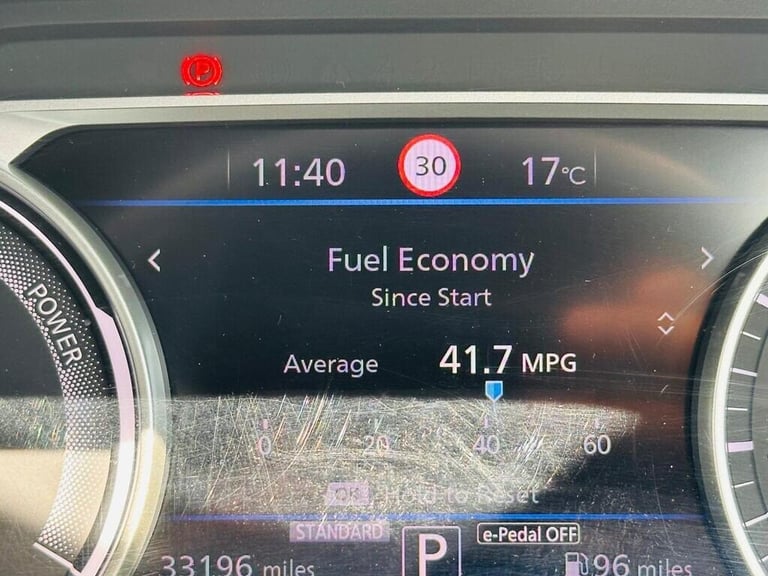 P
11:40 30 17°C
Fuel Economy
Since Start
POWER
Average 41.7 MPG
0 20 40 60
OK Hold to Reset
STANDARD P e-Pedal OFF
33196 miles 96 miles